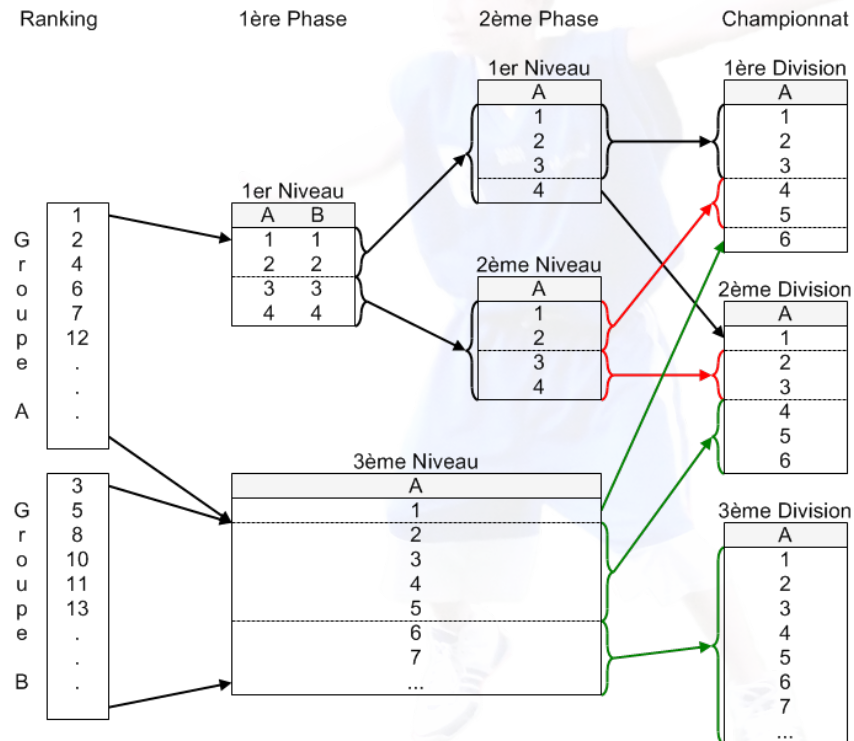 Ranking
1ère Phase
2ème Phase
Championnat
Groupe A
1
2
4
6
7
12
.
.
.
Groupe B
3
5
8
10
11
13
.
.
.
1er Niveau
A B
1 1
2 2
3 3
4 4
3ème Niveau
A
1
2
3
4
5
6
7
...
1er Niveau
A
1
2
3
4
2ème Niveau
A
1
2
3
4
1ère Division
A
1
2
3
4
5
6
2ème Division
A
1
2
3
4
5
6
3ème Division
A
1
2
3
4
5
6
7
...